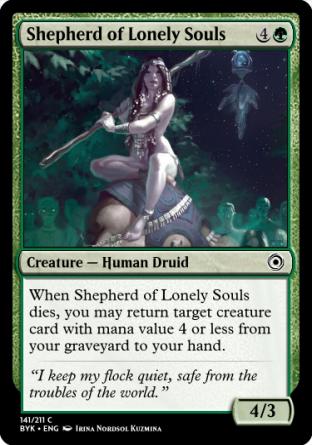 Shepherd of Lonely Souls 4
Creature — Human Druid
When Shepherd of Lonely Souls
dies, you may return target creature
card with mana value 4 or less from
your graveyard to your hand.
“I keep my flock quiet, safe from the
troubles of the world.”
4/3
141/211 C
BYK • ENG Irina Nordsol Kuzmina